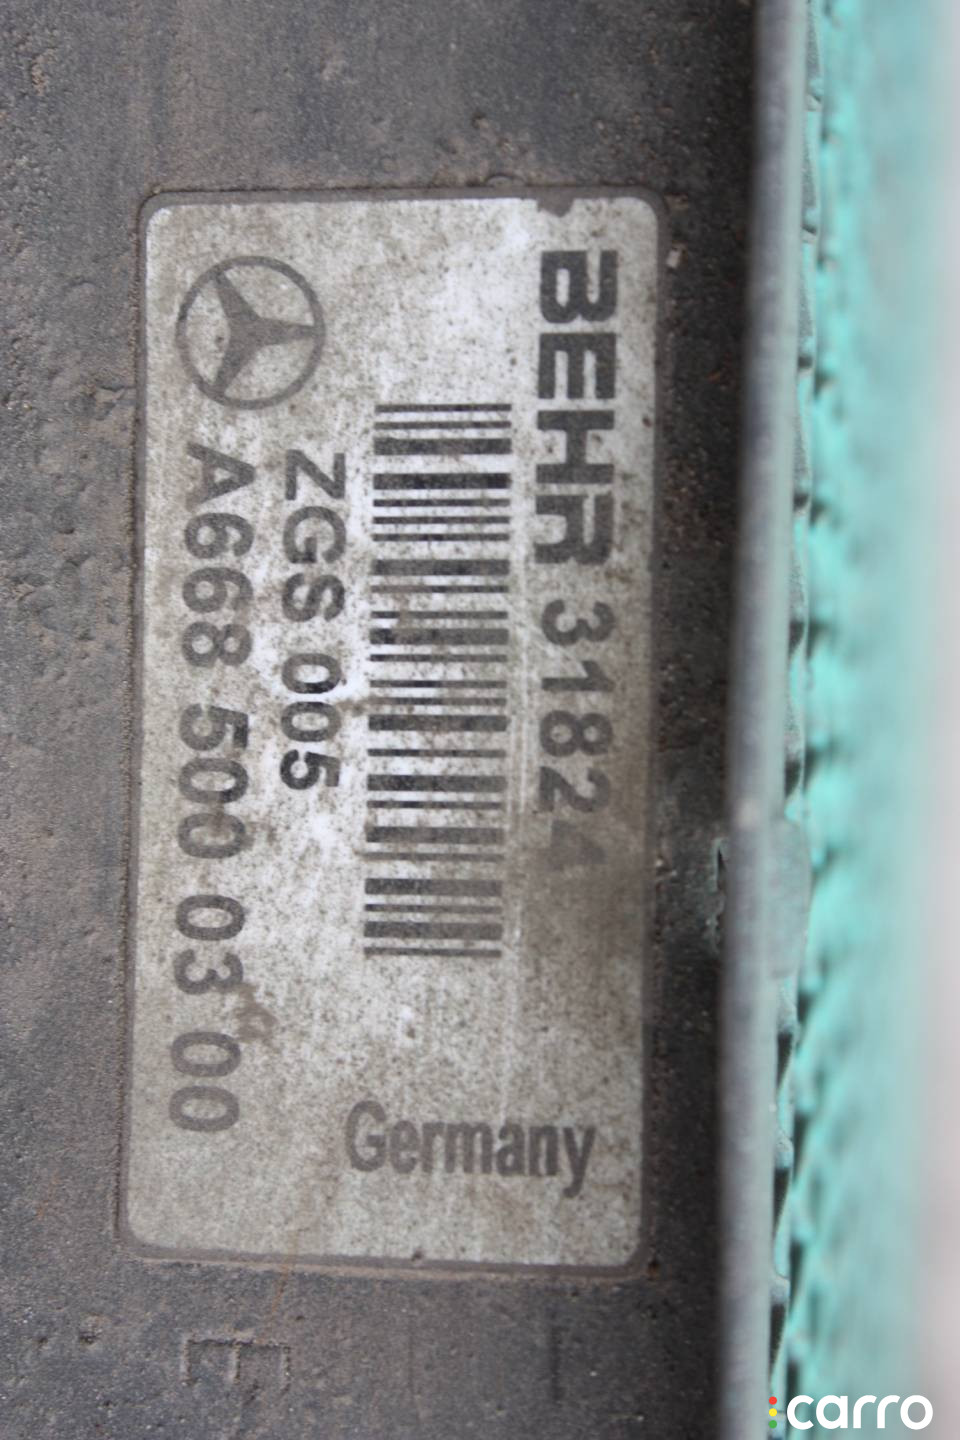 BEHR 31824
ZGS 005
A668 500 03 00
Germany
carro